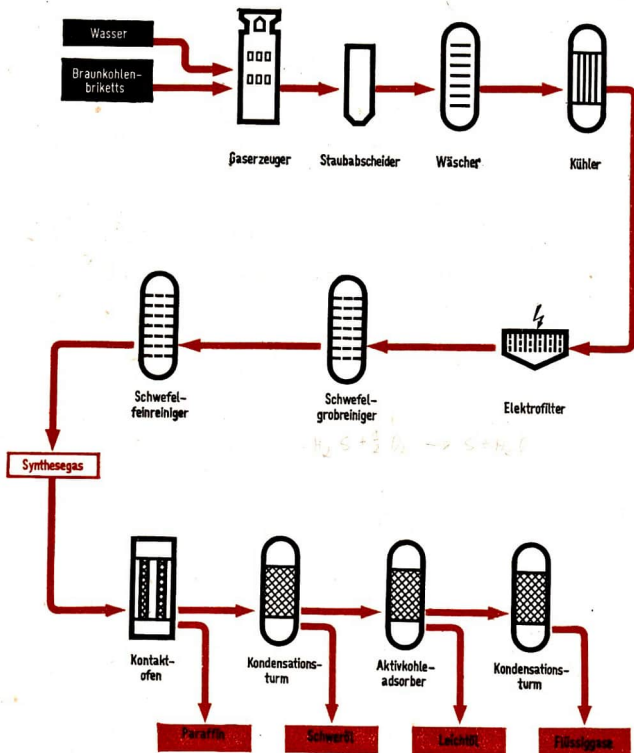 Wasser
Braunkohlen-
briketts
Gaserzeuger
Staubabscheider
Wäscher
Kühler
Schwefel-
feinreiniger
Schwefel-
grobreiniger
Elektrofilter
Synthesegas
Kontakt-
ofen
Kondensations-
turm
Aktivkohle-
adsorber
Kondensations-
turm
Paraffin
Schweröl
Leichtöl
Flüssiggase